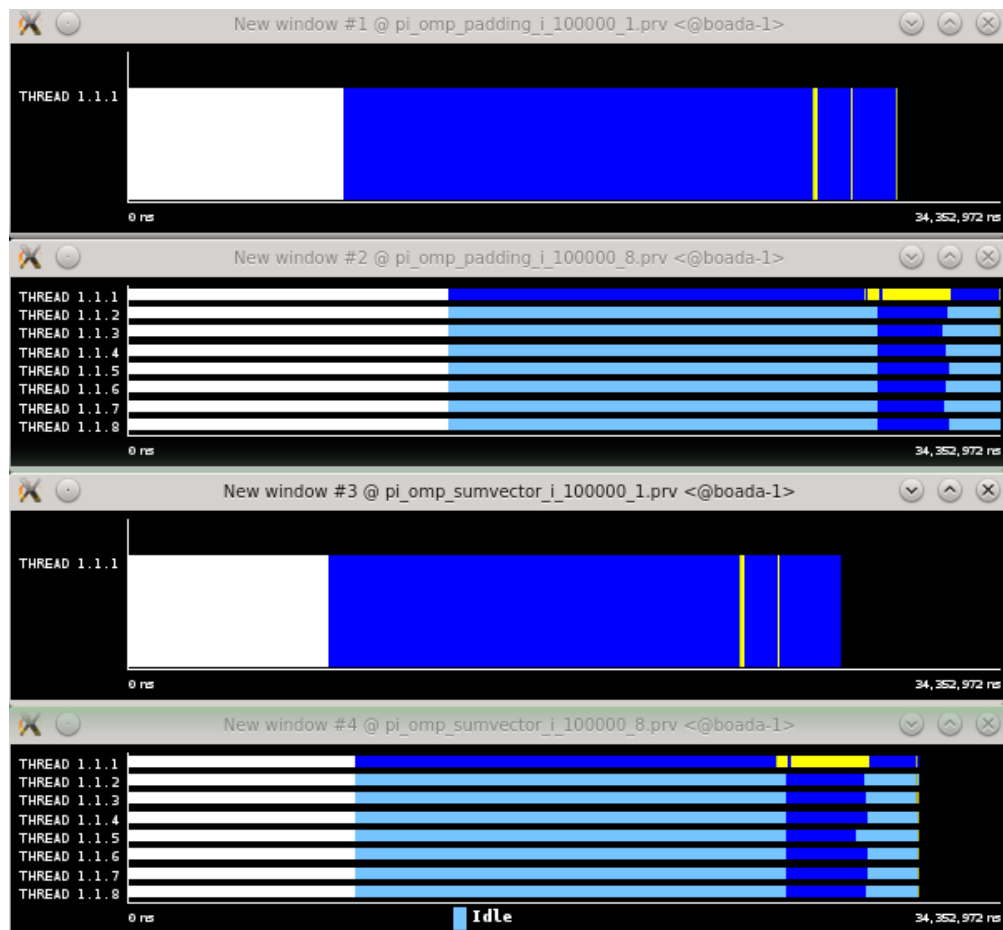 New window #1 @ pi_omp_padding_i_100000_1.prv <@boada-1>
THREAD 1.1.1
0 ns 34,352,972 ns
New window #2 @ pi_omp_padding_i_100000_8.prv <@boada-1>
THREAD 1.1.1
THREAD 1.1.2
THREAD 1.1.3
THREAD 1.1.4
THREAD 1.1.5
THREAD 1.1.6
THREAD 1.1.7
THREAD 1.1.8
0 ns 34,352,972 ns
New window #3 @ pi_omp_sumvector_i_100000_1.prv <@boada-1>
THREAD 1.1.1
0 ns 34,352,972 ns
New window #4 @ pi_omp_sumvector_i_100000_8.prv <@boada-1>
THREAD 1.1.1
THREAD 1.1.2
THREAD 1.1.3
THREAD 1.1.4
THREAD 1.1.5
THREAD 1.1.6
THREAD 1.1.7
THREAD 1.1.8
0 ns Idle 34,352,972 ns